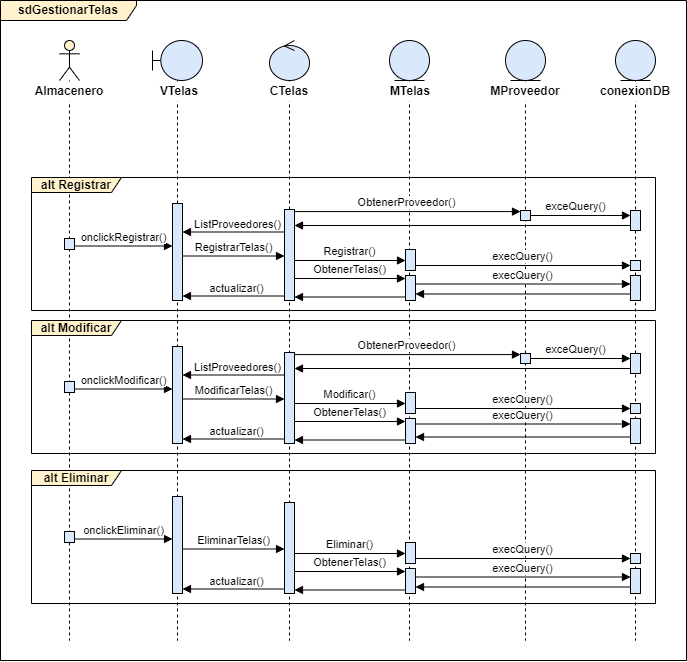 sdGestionarTelas
Almacenero
VTelas
CTelas
MTelas
MProveedor
conexionDB
alt Registrar
ObtenerProveedor()
exceQuery()
ListProveedores()
onclickRegistrar()
RegistrarTelas()
Registrar()
execQuery()
ObtenerTelas()
execQuery()
actualizar()
alt Modificar
ObtenerProveedor()
exceQuery()
ListProveedores()
onclickModificar()
ModificarTelas()
Modificar()
execQuery()
ObtenerTelas()
execQuery()
actualizar()
alt Eliminar
onclickEliminar()
EliminarTelas()
Eliminar()
execQuery()
ObtenerTelas()
execQuery()
actualizar()